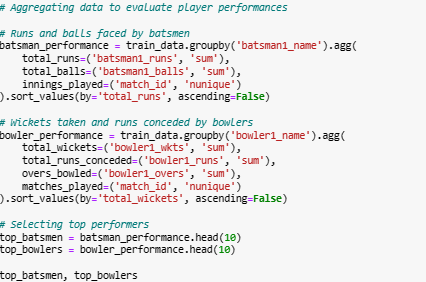 # Aggregating data to evaluate player performances
# Runs and balls faced by batsmen
batsman_performance = train_data.groupby('batsman1_name').agg(
total_runs=('batsman1_runs', 'sum'),
total_balls=('batsman1_balls', 'sum'),
innings_played=('match_id', 'nunique')
).sort_values(by='total_runs', ascending=False)
# Wickets taken and runs conceded by bowlers
bowler_performance = train_data.groupby('bowler1_name').agg(
total_wickets=('bowler1_wkts', 'sum'),
total_runs_conceded=('bowler1_runs', 'sum'),
overs_bowled=('bowler1_overs', 'sum'),
matches_played=('match_id', 'nunique')
).sort_values(by='total_wickets', ascending=False)
# Selecting top performers
top_batsmen = batsman_performance.head(10)
top_bowlers = bowler_performance.head(10)
top_batsmen, top_bowlers